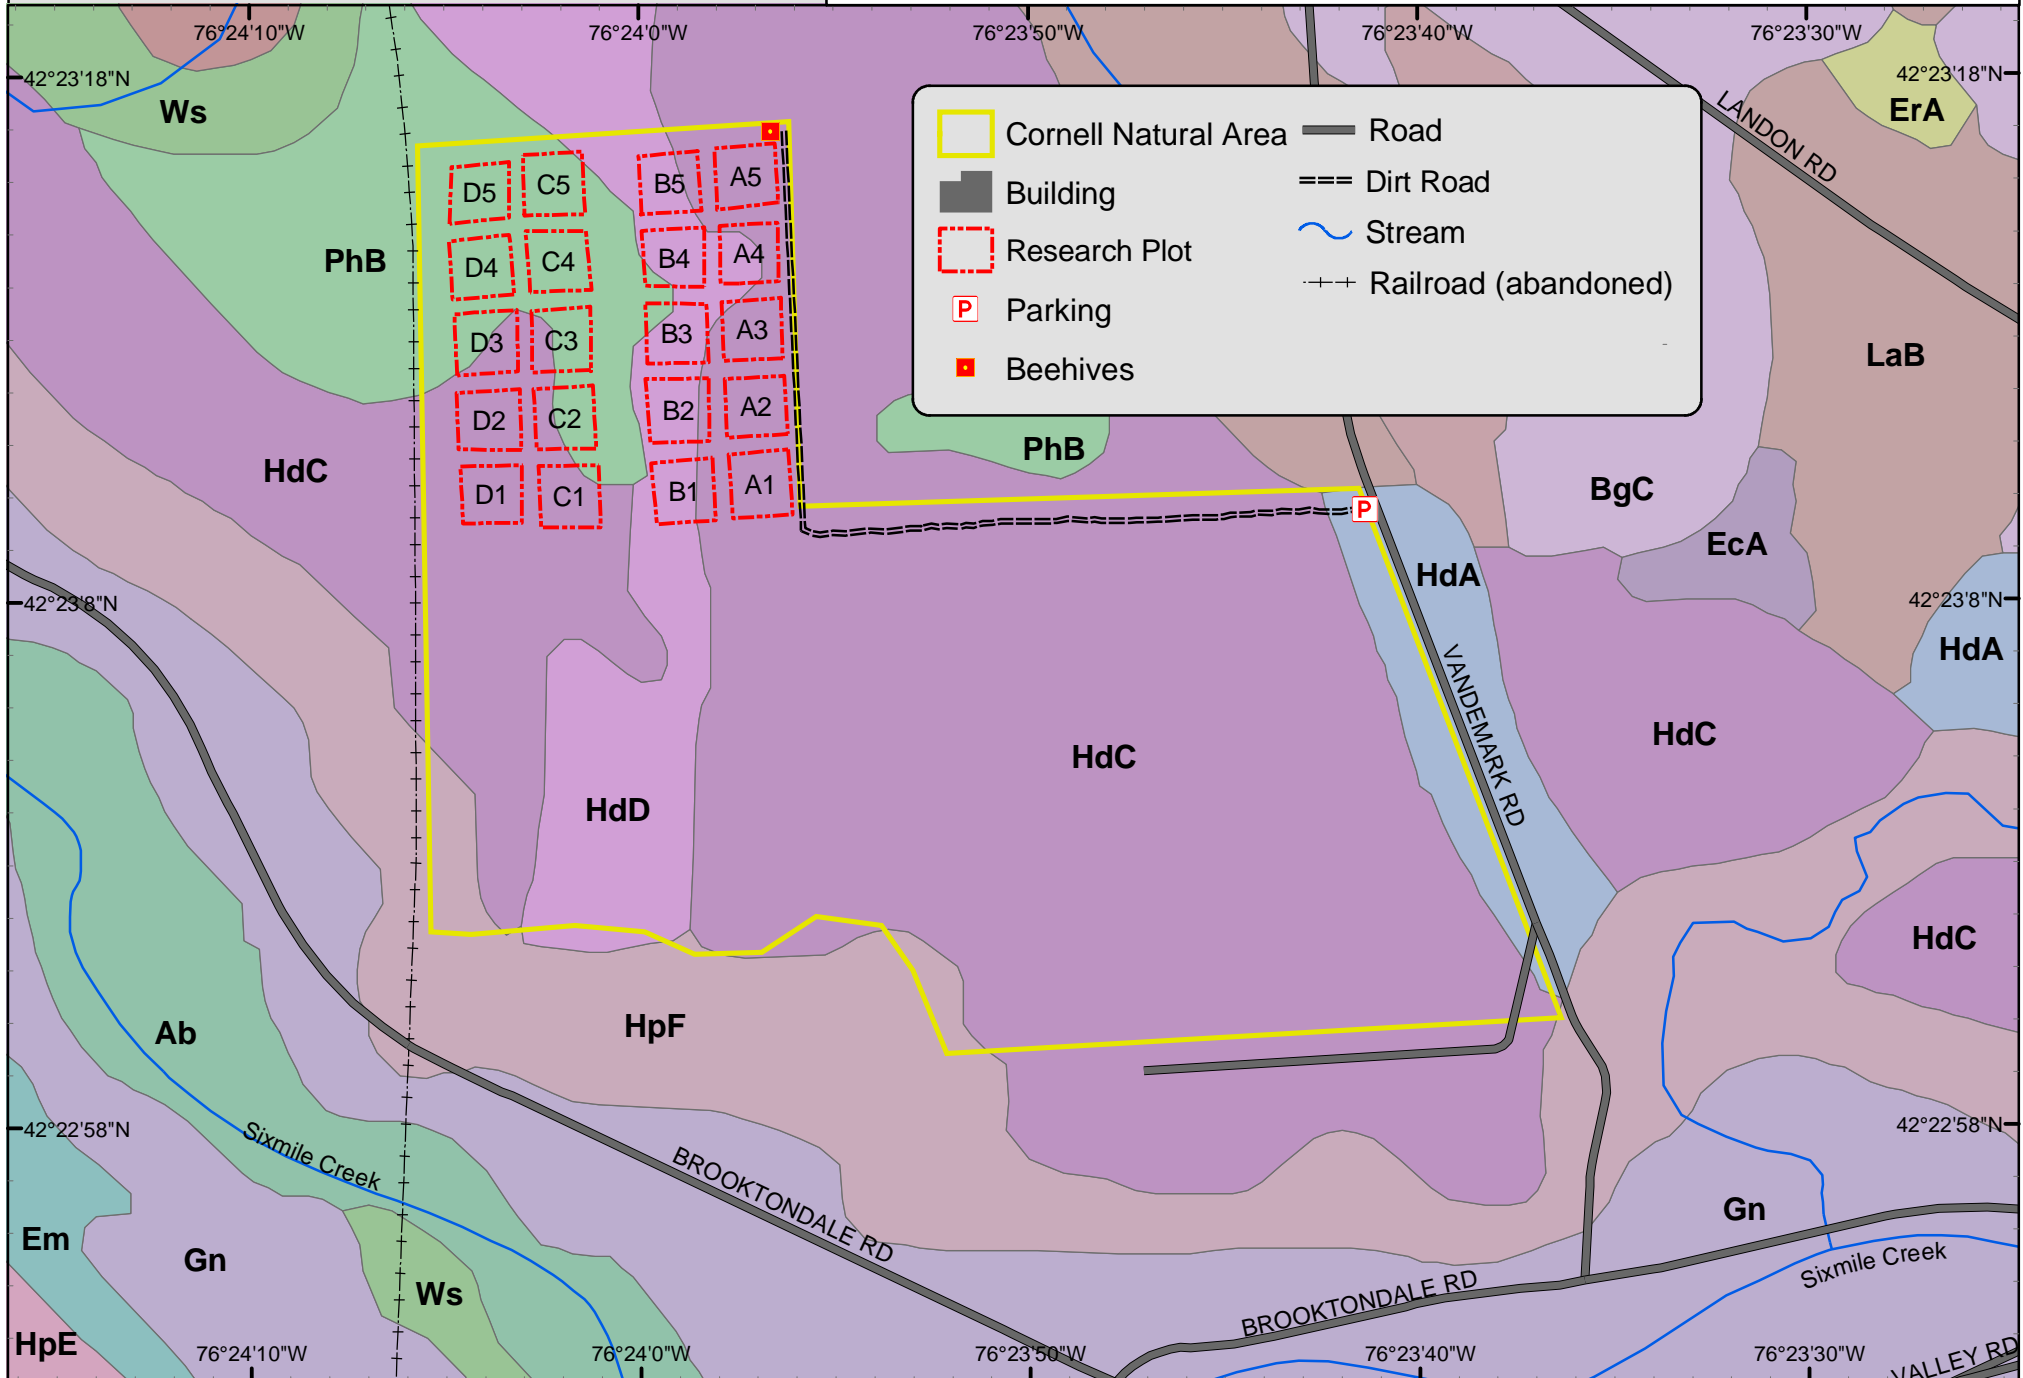 76°24'10"W
76°24'0"W
76°23'50"W
76°23'40"W
76°23'30"W
42°23'18"N
42°23'18"N
Ws
ErA
LANDON RD
Cornell Natural Area
Building
Research Plot
Parking
Beehives
Road
Dirt Road
Stream
Railroad (abandoned)
P
D5
C5
B5
A5
PhB
D4
C4
B4
A4
D3
C3
B3
A3
LaB
D2
C2
B2
A2
PhB
HdC
D1
C1
B1
A1
BgC
P
EcA
HdA
42°23'8"N
42°23'8"N
HdA
VANDEMARK RD
HdC
HdC
HdD
HdC
Ab
HpF
42°22'58"N
42°22'58"N
Sixmile Creek
BROOKTONDALE RD
Gn
Em
Gn
Ws
Sixmile Creek
BROOKTONDALE RD
HpE
VALLEY RD
76°24'10"W
76°24'0"W
76°23'50"W
76°23'40"W
76°23'30"W